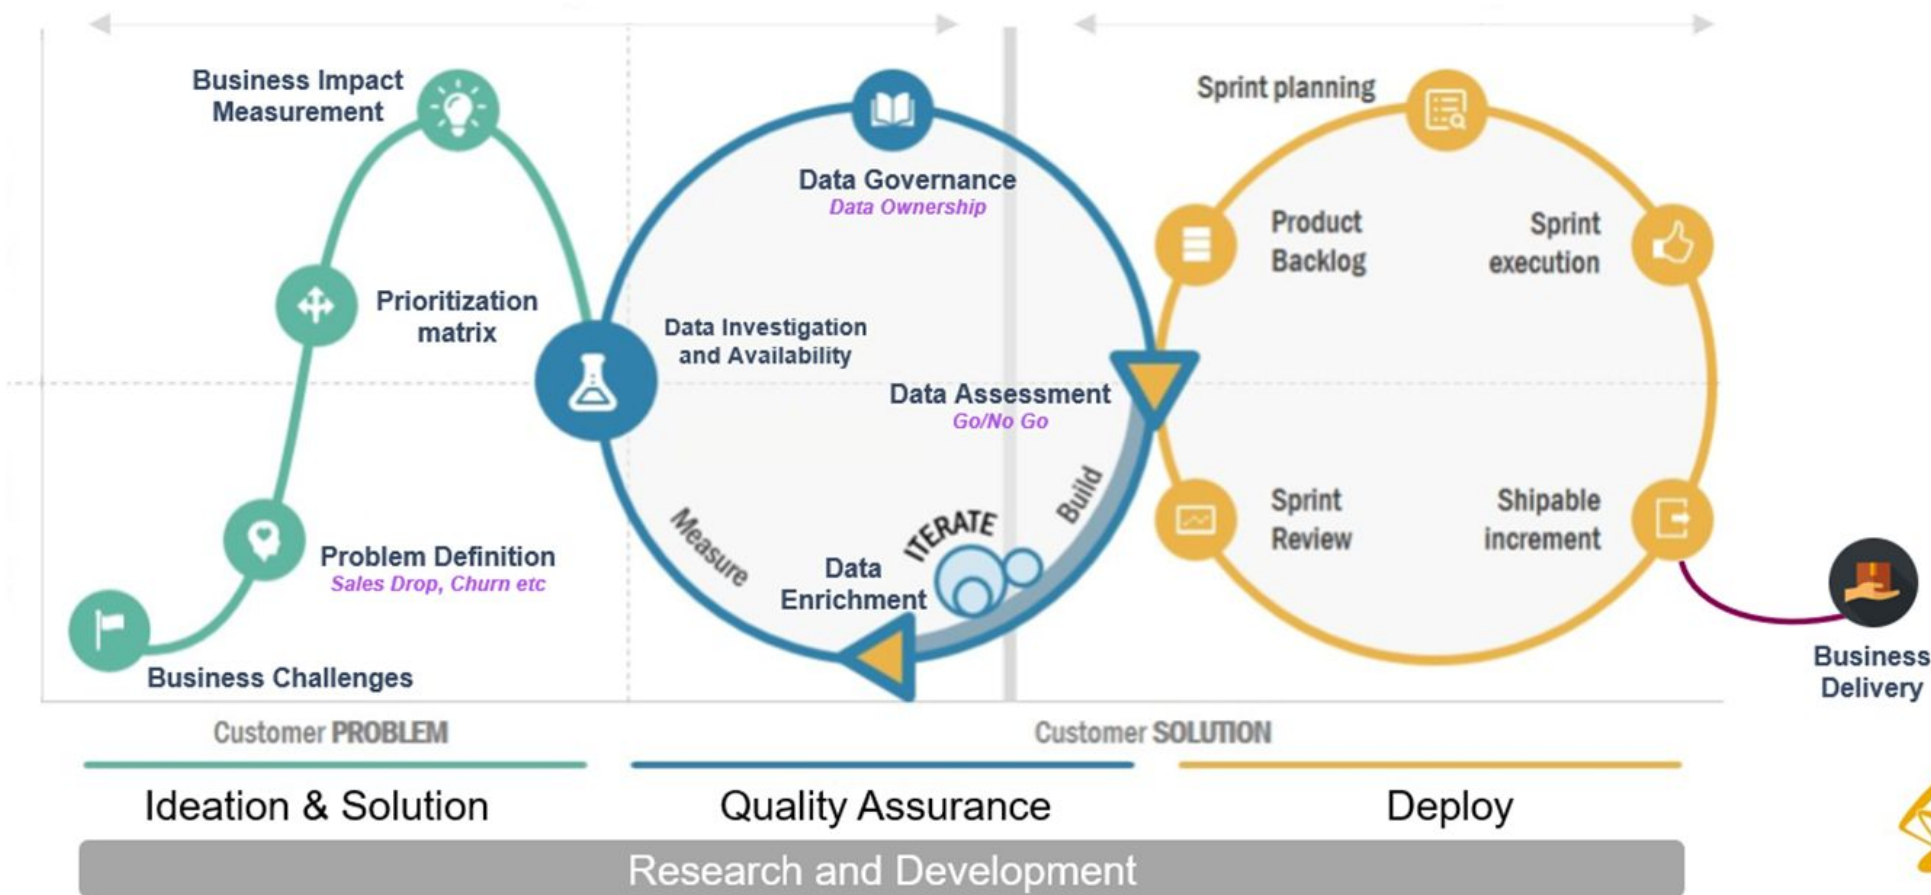 Business Impact
Measurement
Prioritization
matrix
Problem Definition
Sales Drop, Churn etc
Business Challenges
Data Governance
Data Ownership
Data Investigation
and Availability
Data Assessment
Go/No Go
Measure
ITERATE
Build
Data
Enrichment
Sprint planning
Product
Backlog
Sprint
execution
Sprint
Review
Shipable
increment
Business
Delivery
Customer PROBLEM
Customer SOLUTION
Ideation & Solution
Quality Assurance
Deploy
Research and Development